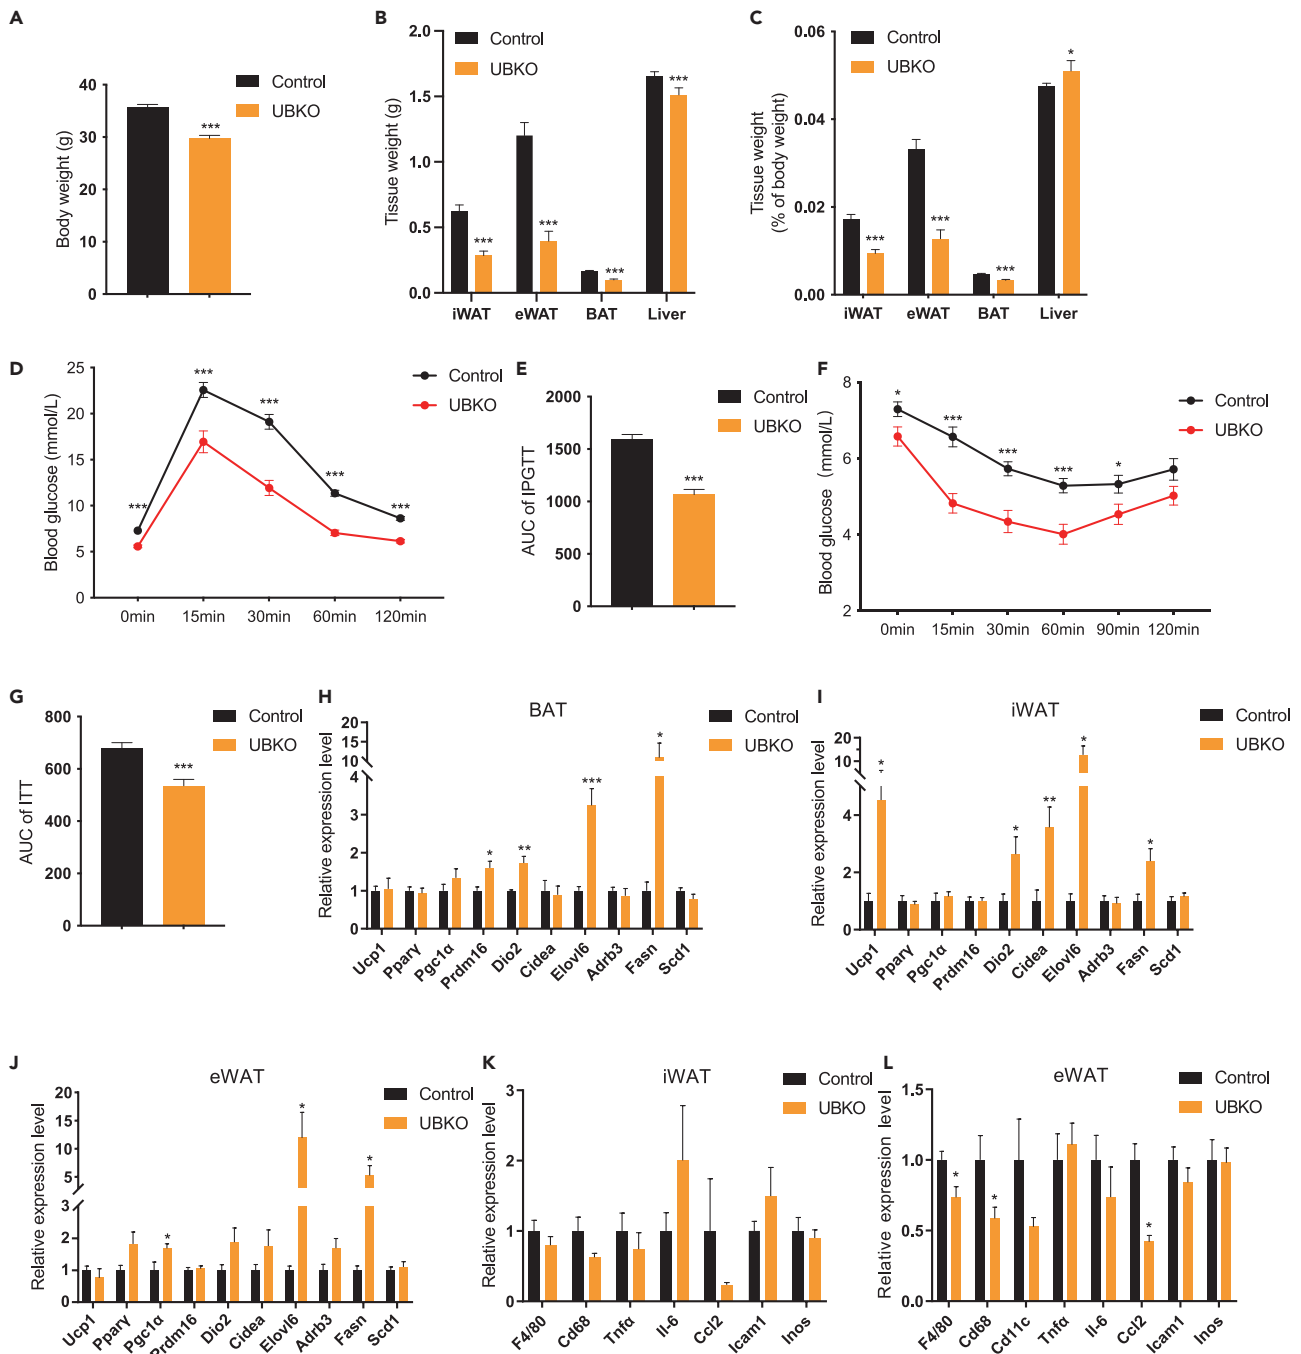 A
Control
UBKO
Body weight (g)
40
30
20
10
0
***
B
Control
UBKO
Tissue weight (g)
2.0
1.5
1.0
0.5
0.0
***
***
***
***
iWAT
eWAT
BAT
Liver
C
Control
UBKO
Tissue weight
(% of body weight)
0.06
0.04
0.02
0.00
***
***
***
*
iWAT
eWAT
BAT
Liver
D
Control
UBKO
Blood glucose (mmol/L)
25
20
15
10
5
0
***
***
***
***
***
0min
15min
30min
60min
120min
E
Control
UBKO
AUC of IPGTT
2000
1500
1000
500
0
***
F
Control
UBKO
Blood glucose (mmol/L)
8
6
4
2
*
***
***
***
*
0min
15min
30min
60min
90min
120min
G
Control
UBKO
AUC of ITT
800
600
400
200
0
***
H
BAT
Control
UBKO
Relative expression level
20
15
10
4
3
2
1
0
*
**
***
*
Ucp1
Pparγ
Pgc1α
Prdm16
Dio2
Cidea
Elovl6
Adrb3
Fasn
Scd1
I
iWAT
Control
UBKO
Relative expression level
20
15
10
4
2
0
*
*
**
*
*
Ucp1
Pparγ
Pgc1α
Prdm16
Dio2
Cidea
Elovl6
Adrb3
Fasn
Scd1
J
eWAT
Control
UBKO
Relative expression level
20
15
10
5
3
2
1
0
*
*
*
Ucp1
Pparγ
Pgc1α
Prdm16
Dio2
Cidea
Elovl6
Adrb3
Fasn
Scd1
K
iWAT
Control
UBKO
Relative expression level
3
2
1
0
F4/80
Cd68
Tnfα
Il-6
Ccl2
Icam1
Inos
L
eWAT
Control
UBKO
Relative expression level
1.5
1.0
0.5
0.0
*
*
*
F4/80
Cd68
Cd11c
Tnfα
Il-6
Ccl2
Icam1
Inos